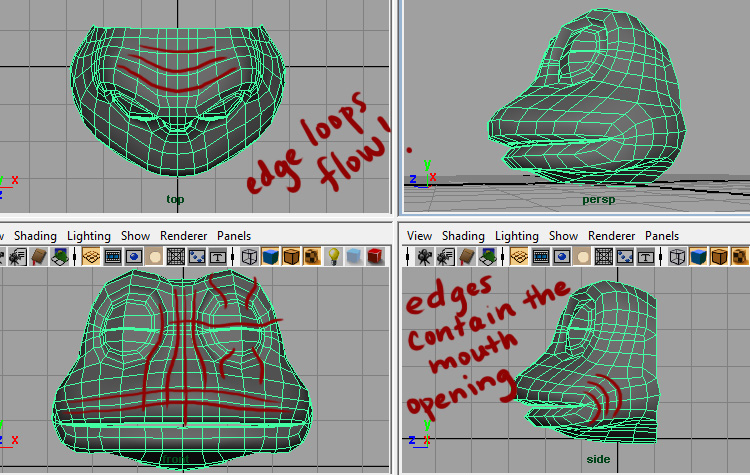 edge loops
flow!
top
Y
X
Z
Y
Z
X
persp
w Shading Lighting Show Renderer Panels
View Shading Lighting Show Renderer Panels
edges
contain the
mouth
opening
Y
Z X
front
Y
Z X
side